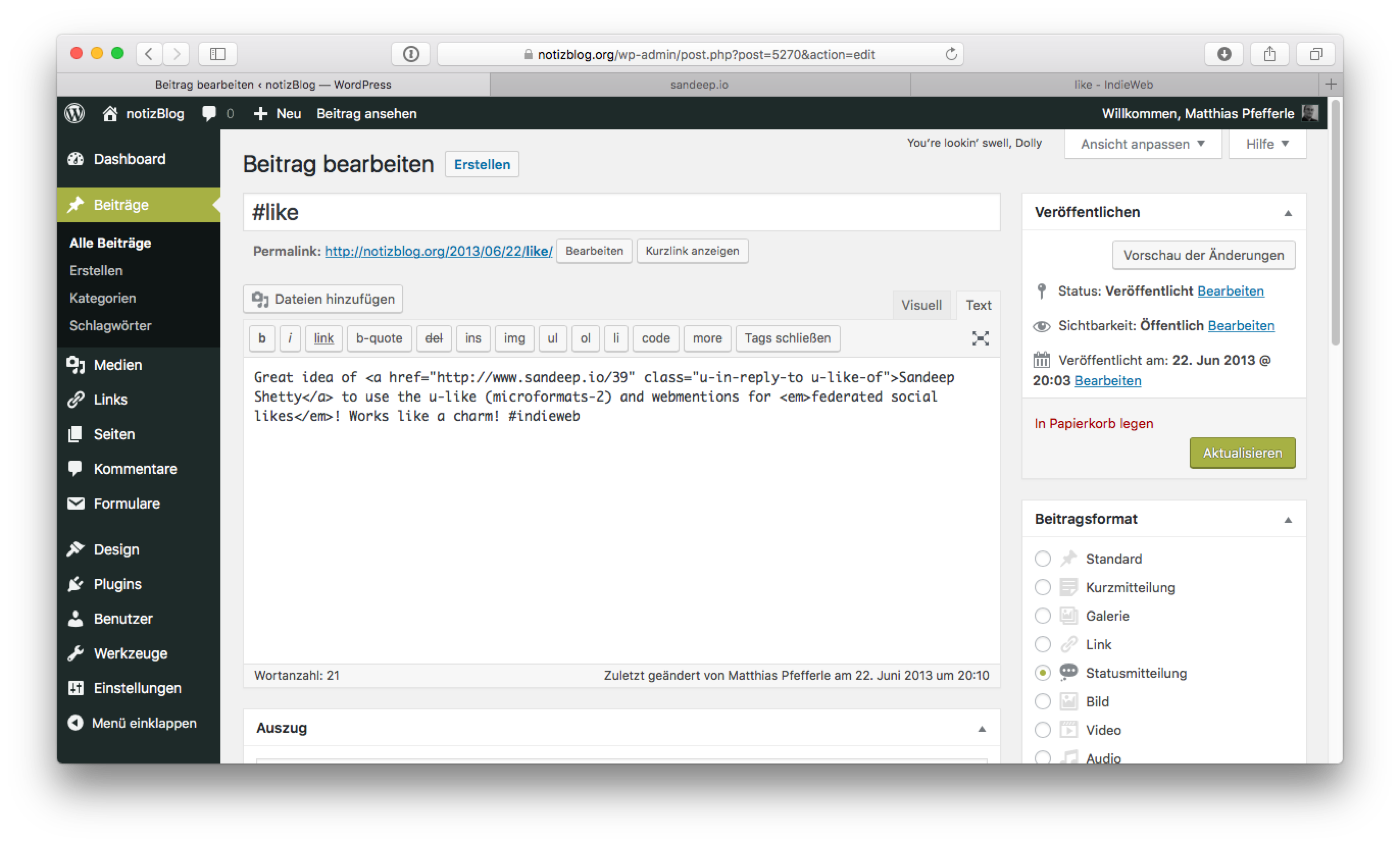 notizblog.org/wp-admin/post.php?post=5270&action=edit
Beitrag bearbeiten ‹ notizBlog — WordPress
sandeep.io
like - IndieWeb
notizBlog 0 Neu Beitrag ansehen
Willkommen, Matthias Pfefferle
Dashboard
Beiträge
Alle Beiträge
Erstellen
Kategorien
Schlagwörter
Medien
Links
Seiten
Kommentare
Formulare
Design
Plugins
Benutzer
Werkzeuge
Einstellungen
Menü einklappen
You're lookin' swell, Dolly
Ansicht anpassen
Hilfe
Beitrag bearbeiten Erstellen
#like
Permalink: http://notizblog.org/2013/06/22/like/ Bearbeiten Kurzlink anzeigen
Dateien hinzufügen
Visuell Text
b i link b-quote del ins img ul ol li code more Tags schließen
Great idea of <a href="http://www.sandeep.io/39" class="u-in-reply-to u-like-of">Sandeep
Shetty</a> to use the u-like (microformats-2) and webmentions for <em>federated social
likes</em>! Works like a charm! #indieweb
Wortanzahl: 21
Zuletzt geändert von Matthias Pfefferle am 22. Juni 2013 um 20:10
Auszug
Veröffentlichen
Vorschau der Änderungen
Status: Veröffentlicht Bearbeiten
Sichtbarkeit: Öffentlich Bearbeiten
Veröffentlicht am: 22. Jun 2013 @
20:03 Bearbeiten
In Papierkorb legen
Aktualisieren
Beitragsformat
Standard
Kurzmitteilung
Galerie
Link
Statusmitteilung
Bild
Video
Audio